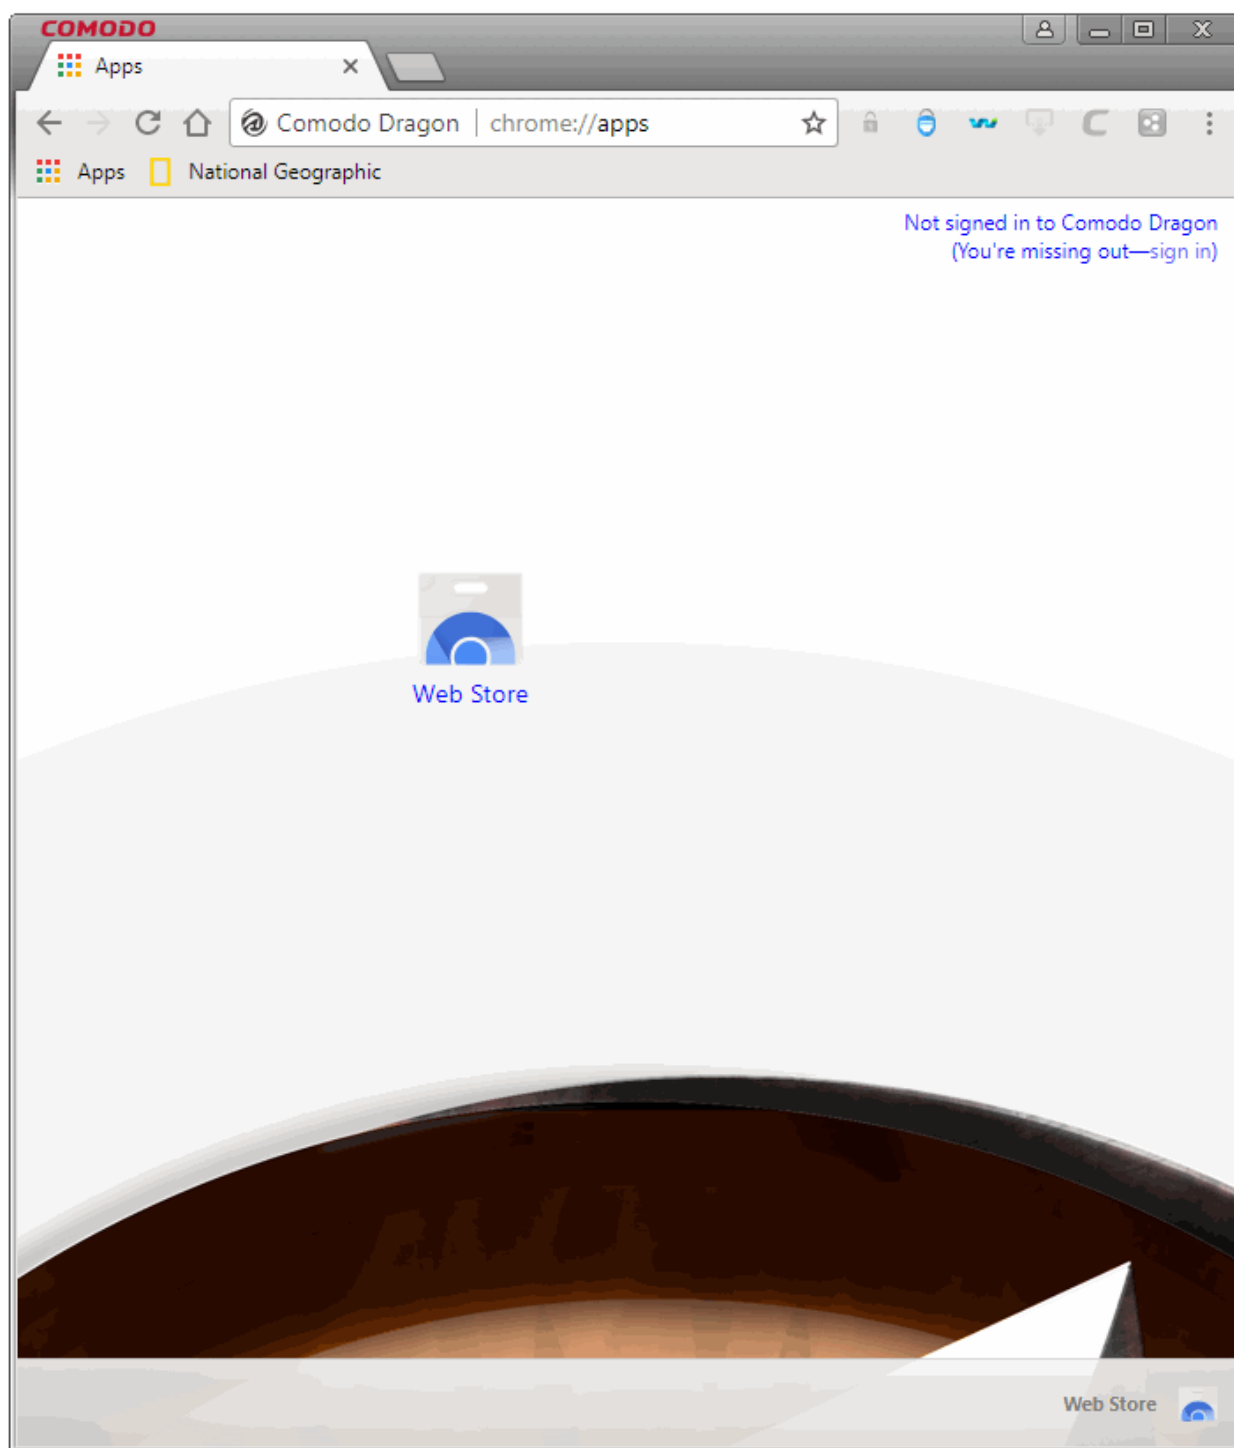 COMODO
Apps
Comodo Dragon | chrome://apps
Apps National Geographic
Not signed in to Comodo Dragon
(You're missing out—sign in)
Web Store
Web Store